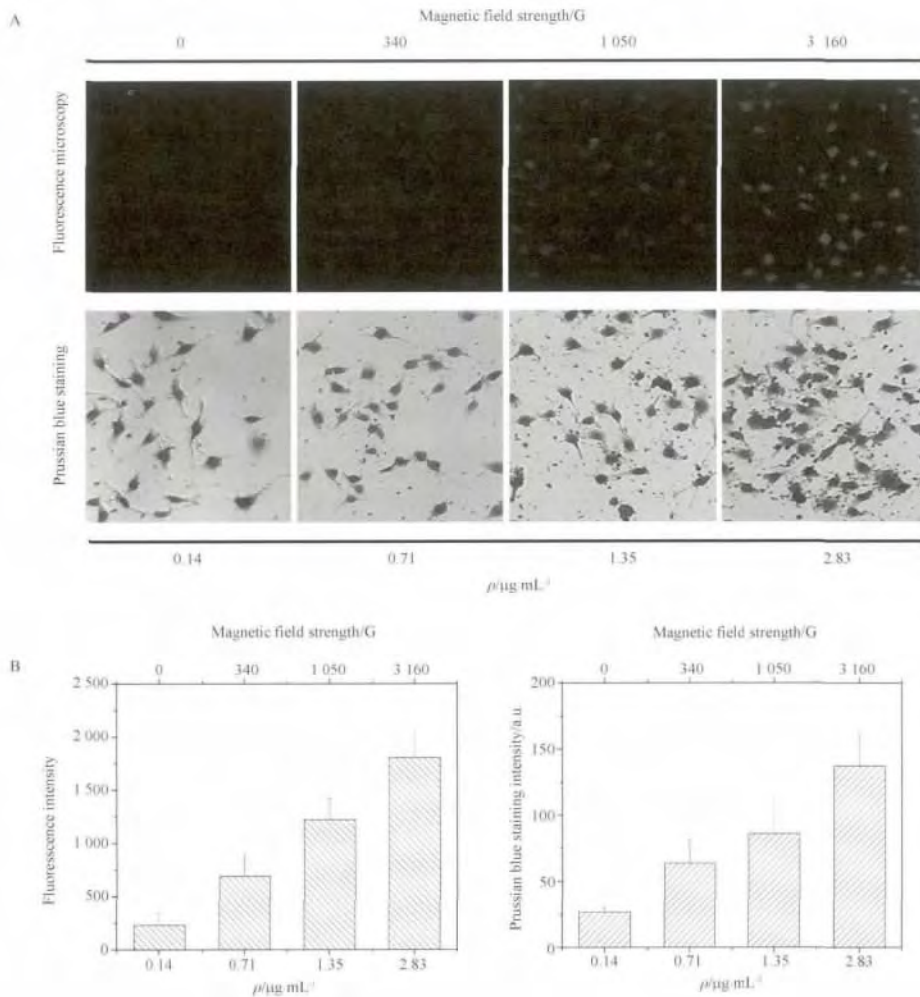 A
Magnetic field strength/G
0 340 1 050 3 160
Fluorescence microscopy
Prussian blue staining
0.14 0.71 1.35 2.83
ρ/μg mL⁻¹
B
Magnetic field strength/G
0 340 1 050 3 160
2 500
2 000
1 500
1 000
500
0
Fluoresscence intensity
0.14 0.71 1.35 2.83
ρ/μg mL⁻¹
Magnetic field strength/G
0 340 1 050 3 160
200
150
100
50
0
Prussian blue staining intensity/a.u
0.14 0.71 1.35 2.83
ρ/μg mL⁻¹